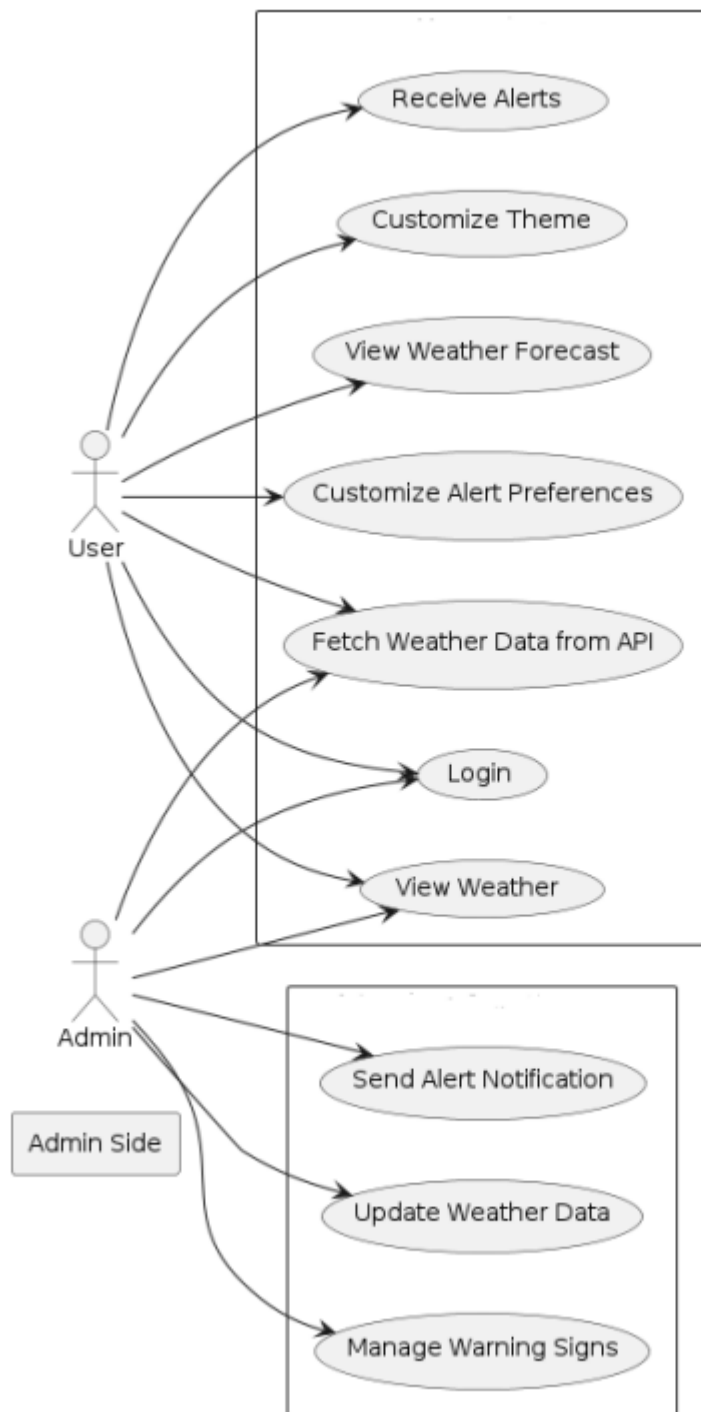 Receive Alerts
Customize Theme
View Weather Forecast
Customize Alert Preferences
User
Fetch Weather Data from API
Login
View Weather
Admin
Send Alert Notification
Admin Side
Update Weather Data
Manage Warning Signs